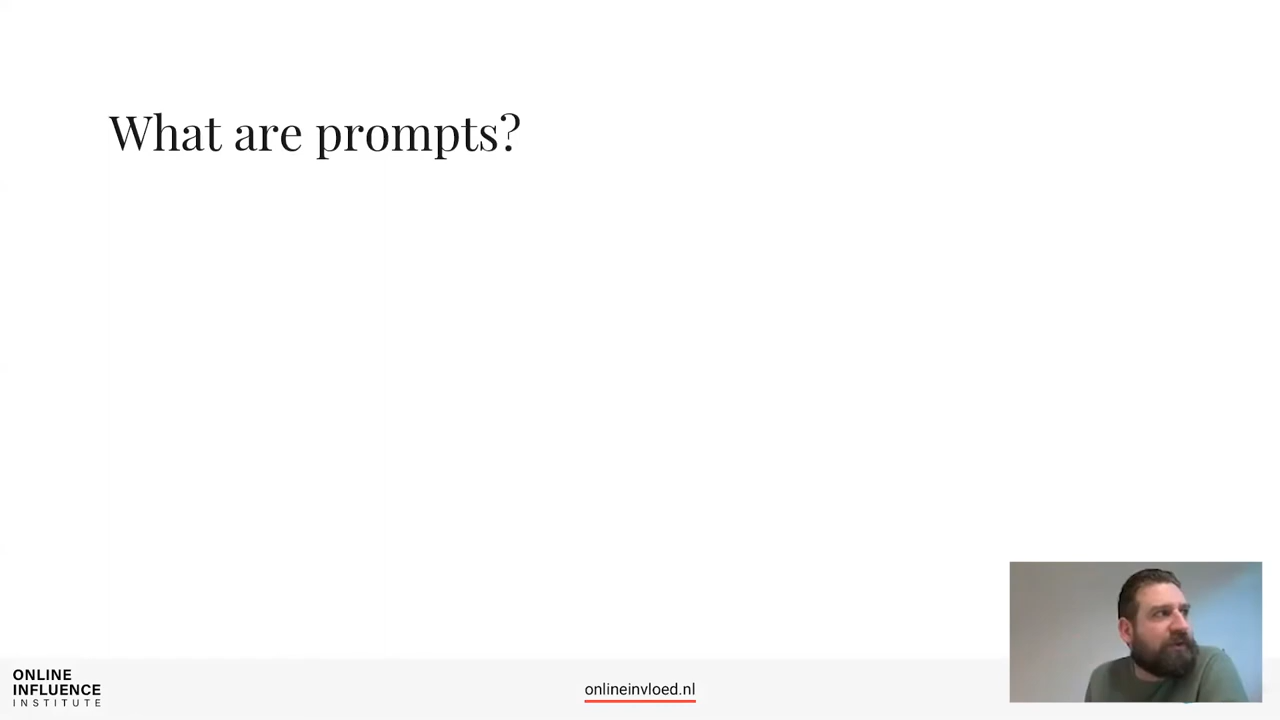 What are prompts?
ONLINE
INFLUENCE
INSTITUTE
onlineinvloed.nl